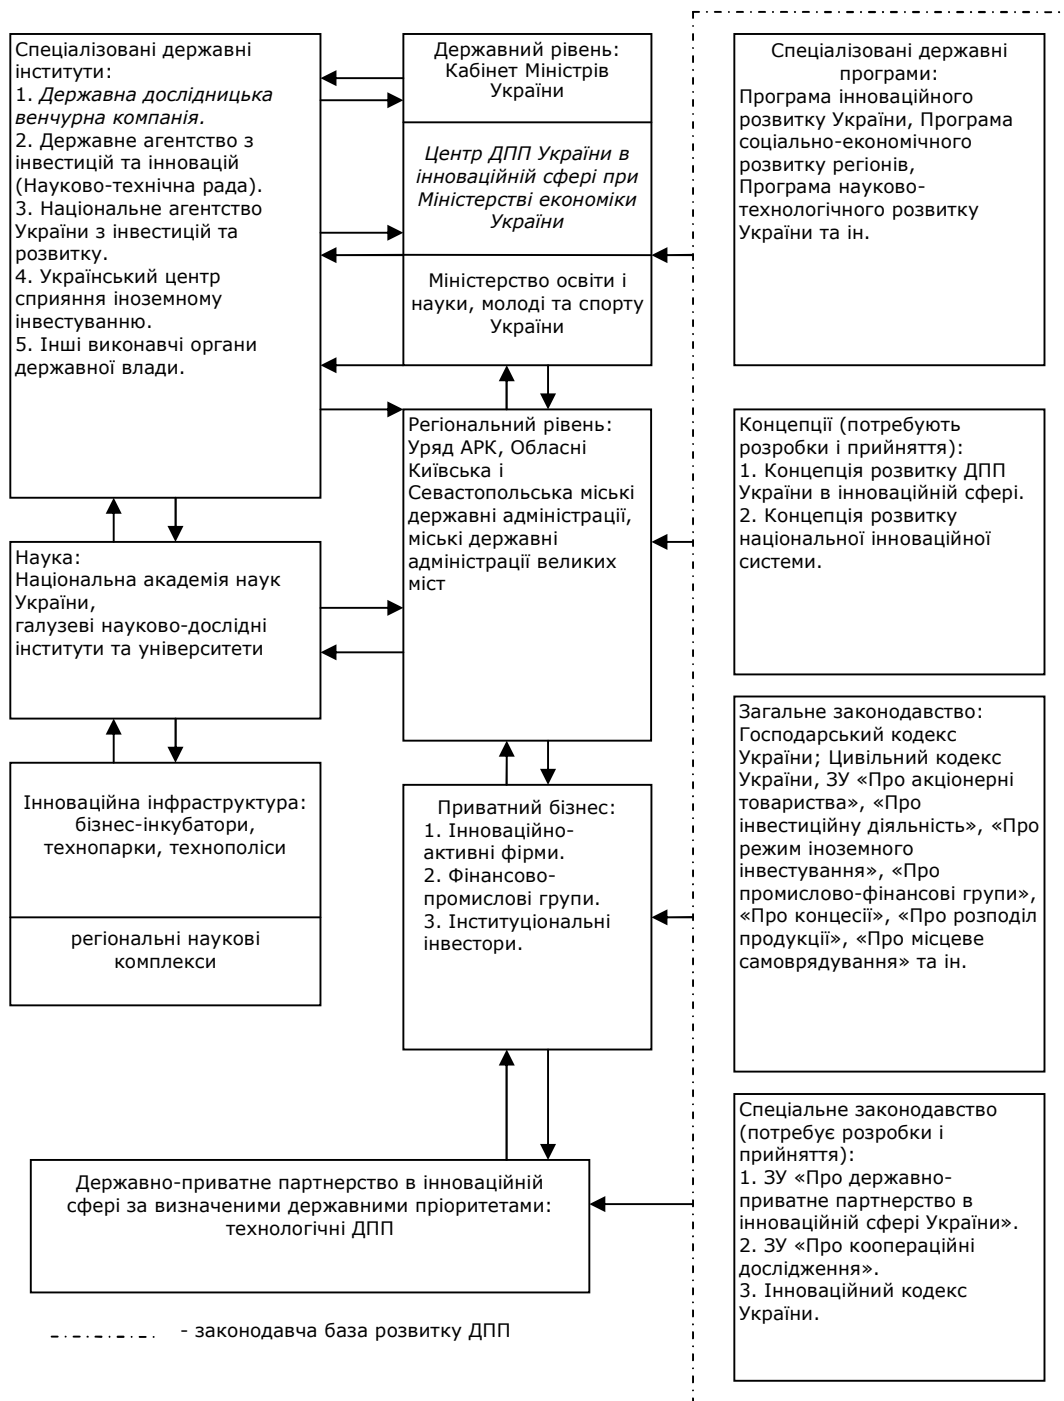 Спеціалізовані державні
інститути:
1. Державна дослідницька
венчурна компанія.
2. Державне агентство з
інвестицій та інновацій
(Науково-технічна рада).
3. Національне агентство
України з інвестицій та
розвитку.
4. Український центр
сприяння іноземному
інвестуванню.
5. Інші виконавчі органи
державної влади.
Державний рівень:
Кабінет Міністрів
України
Центр ДПП України в
інноваційній сфері при
Міністерстві економіки
України
Міністерство освіти і
науки, молоді та спорту
України
Спеціалізовані державні
програми:
Програма інноваційного
розвитку України, Програма
соціально-економічного
розвитку регіонів,
Програма науково-
технологічного розвитку
України та ін.
Регіональний рівень:
Уряд АРК, Обласні
Київська і
Севастопольська міські
державні адміністрації,
міські державні
адміністрації великих
міст
Концепції (потребують
розробки і прийняття):
1. Концепція розвитку ДПП
України в інноваційній сфері.
2. Концепція розвитку
національної інноваційної
системи.
Наука:
Національна академія наук
України,
галузеві науково-дослідні
інститути та університети
Загальне законодавство:
Господарський кодекс
України; Цивільний кодекс
України, ЗУ «Про акціонерні
товариства», «Про
інвестиційну діяльність», «Про
режим іноземного
інвестування», «Про
промислово-фінансові групи»,
«Про концесії», «Про розподіл
продукції», «Про місцеве
самоврядування» та ін.
Інноваційна інфраструктура:
бізнес-інкубатори,
технопарки, технополіси
регіональні наукові
комплекси
Приватний бізнес:
1. Інноваційно-
активні фірми.
2. Фінансово-
промислові групи.
3. Інституціональні
інвестори.
Спеціальне законодавство
(потребує розробки і
прийняття):
1. ЗУ «Про державно-
приватне партнерство в
інноваційній сфері України».
2. ЗУ «Про коопераційні
дослідження».
3. Інноваційний кодекс
України.
Державно-приватне партнерство в інноваційній
сфері за визначеними державними пріоритетами:
технологічні ДПП
- законодавча база розвитку ДПП